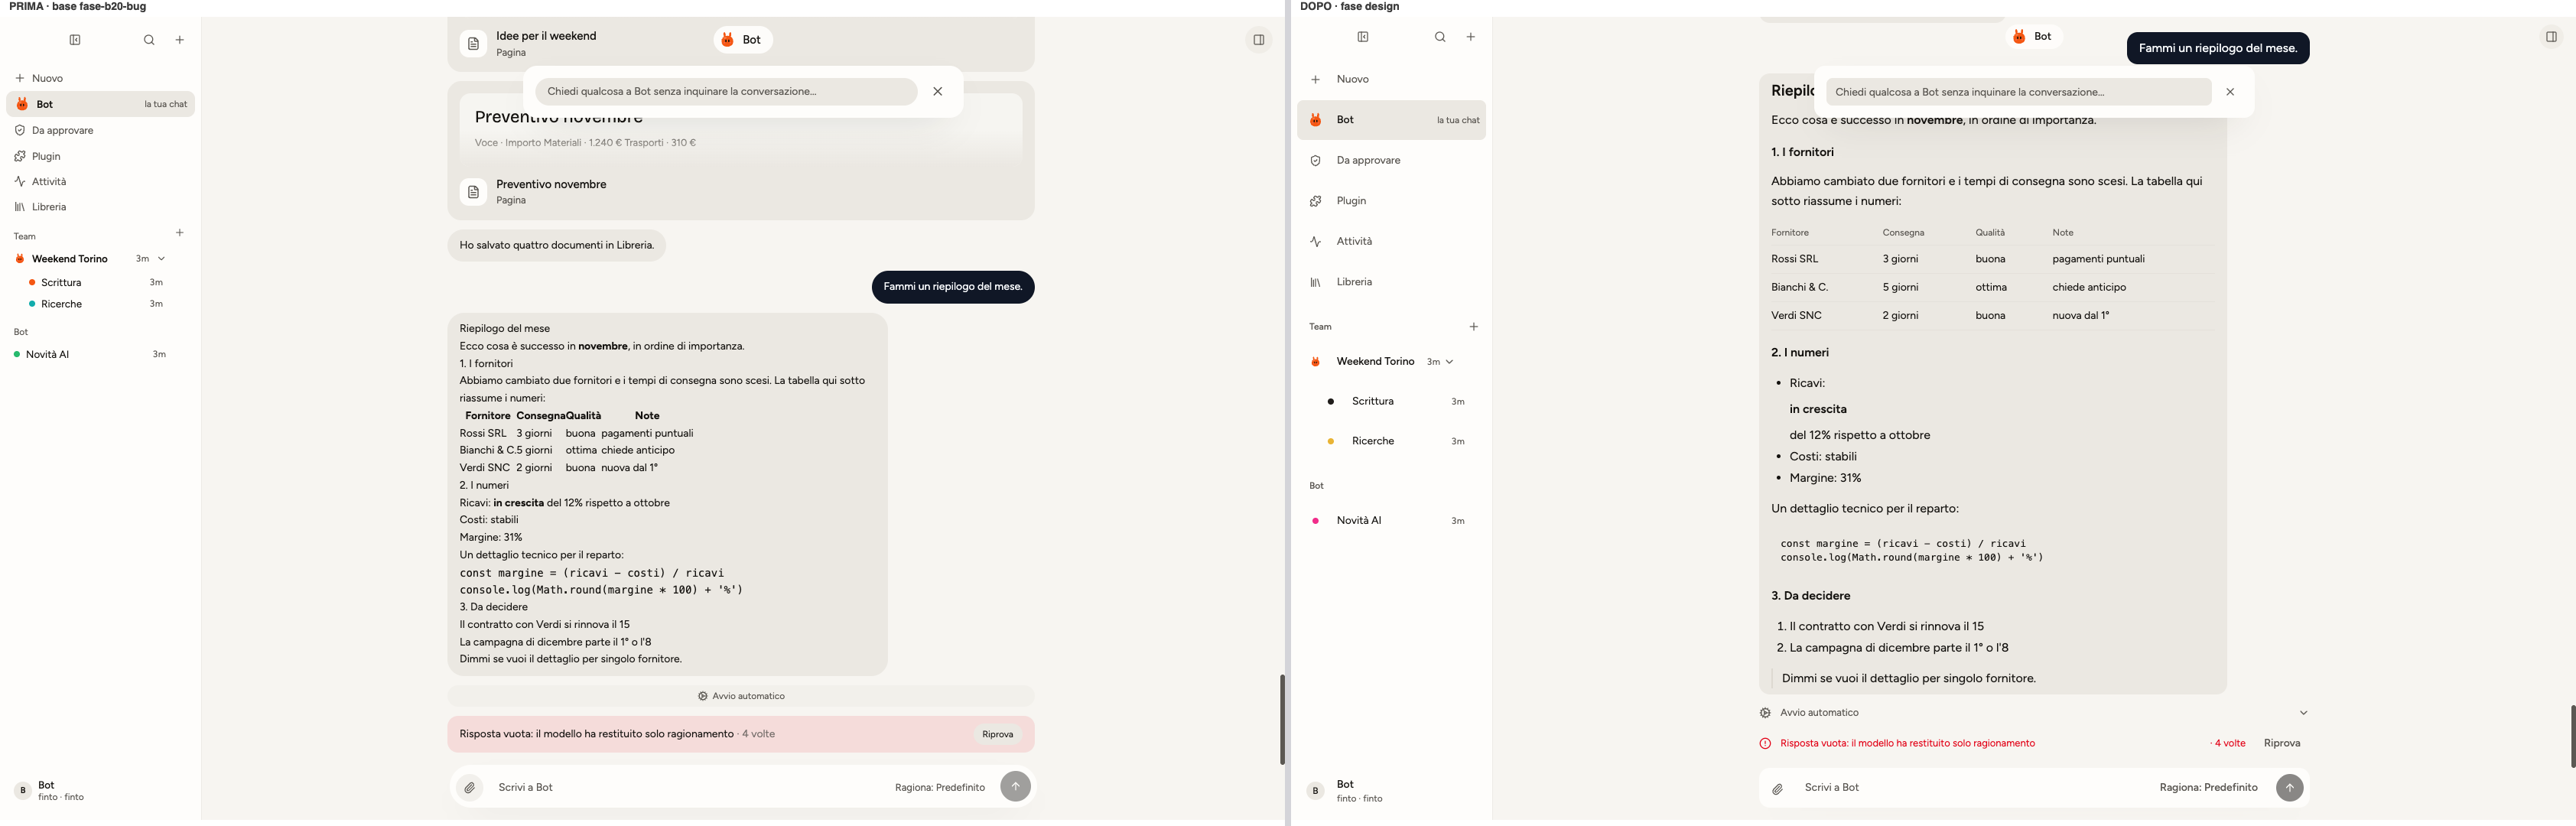 PRIMA · base fase-b20-bug
Nuovo
Bot la tua chat
Da approvare
Plugin
Attività
Libreria
Team
Weekend Torino 3m
Scrittura 3m
Ricerche 3m
Bot
Novità AI 3m
B
Bot
finto · finto
Idee per il weekend
Pagina
Bot
Chiedi qualcosa a Bot senza inquinare la conversazione...
Preventivo novembre
Voce · Importo Materiali · 1.240 € Trasporti · 310 €
Preventivo novembre
Pagina
Ho salvato quattro documenti in Libreria.
Fammi un riepilogo del mese.
Riepilogo del mese
Ecco cosa è successo in novembre, in ordine di importanza.
1. I fornitori
Abbiamo cambiato due fornitori e i tempi di consegna sono scesi. La tabella qui sotto
riassume i numeri:
Fornitore Consegna Qualità Note
Rossi SRL 3 giorni buona pagamenti puntuali
Bianchi & C. 5 giorni ottima chiede anticipo
Verdi SNC 2 giorni buona nuova dal 1°
2. I numeri
Ricavi: in crescita del 12% rispetto a ottobre
Costi: stabili
Margine: 31%
Un dettaglio tecnico per il reparto:
const margine = (ricavi − costi) / ricavi
console.log(Math.round(margine * 100) + '%')
3. Da decidere
Il contratto con Verdi si rinnova il 15
La campagna di dicembre parte il 1° o l'8
Dimmi se vuoi il dettaglio per singolo fornitore.
Avvio automatico
Risposta vuota: il modello ha restituito solo ragionamento · 4 volte Riprova
Scrivi a Bot Ragiona: Predefinito
DOPO · fase design
Nuovo
Bot la tua chat
Da approvare
Plugin
Attività
Libreria
Team
Weekend Torino 3m
Scrittura 3m
Ricerche 3m
Bot
Novità AI 3m
B
Bot
finto · finto
Bot
Fammi un riepilogo del mese.
Chiedi qualcosa a Bot senza inquinare la conversazione...
Riepilo
Ecco cosa è successo in novembre, in ordine di importanza.
1. I fornitori
Abbiamo cambiato due fornitori e i tempi di consegna sono scesi. La tabella qui
sotto riassume i numeri:
Fornitore Consegna Qualità Note
Rossi SRL 3 giorni buona pagamenti puntuali
Bianchi & C. 5 giorni ottima chiede anticipo
Verdi SNC 2 giorni buona nuova dal 1°
2. I numeri
• Ricavi:
in crescita
del 12% rispetto a ottobre
• Costi: stabili
• Margine: 31%
Un dettaglio tecnico per il reparto:
const margine = (ricavi − costi) / ricavi
console.log(Math.round(margine * 100) + '%')
3. Da decidere
1. Il contratto con Verdi si rinnova il 15
2. La campagna di dicembre parte il 1° o l'8
Dimmi se vuoi il dettaglio per singolo fornitore.
Avvio automatico
Risposta vuota: il modello ha restituito solo ragionamento · 4 volte Riprova
Scrivi a Bot Ragiona: Predefinito